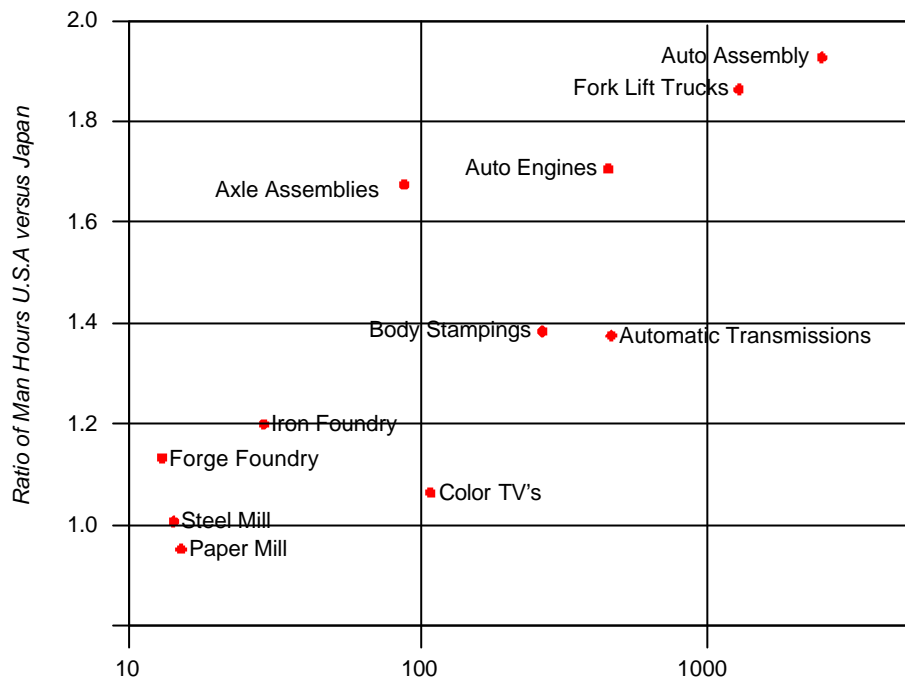 2.0
Auto Assembly
Fork Lift Trucks
1.8
Auto Engines
Axle Assemblies
1.6
Ratio of Man Hours U.S.A versus Japan
1.4
Body Stampings
Automatic Transmissions
1.2
Iron Foundry
Forge Foundry
Color TV's
1.0
Steel Mill
Paper Mill
10
100
1000